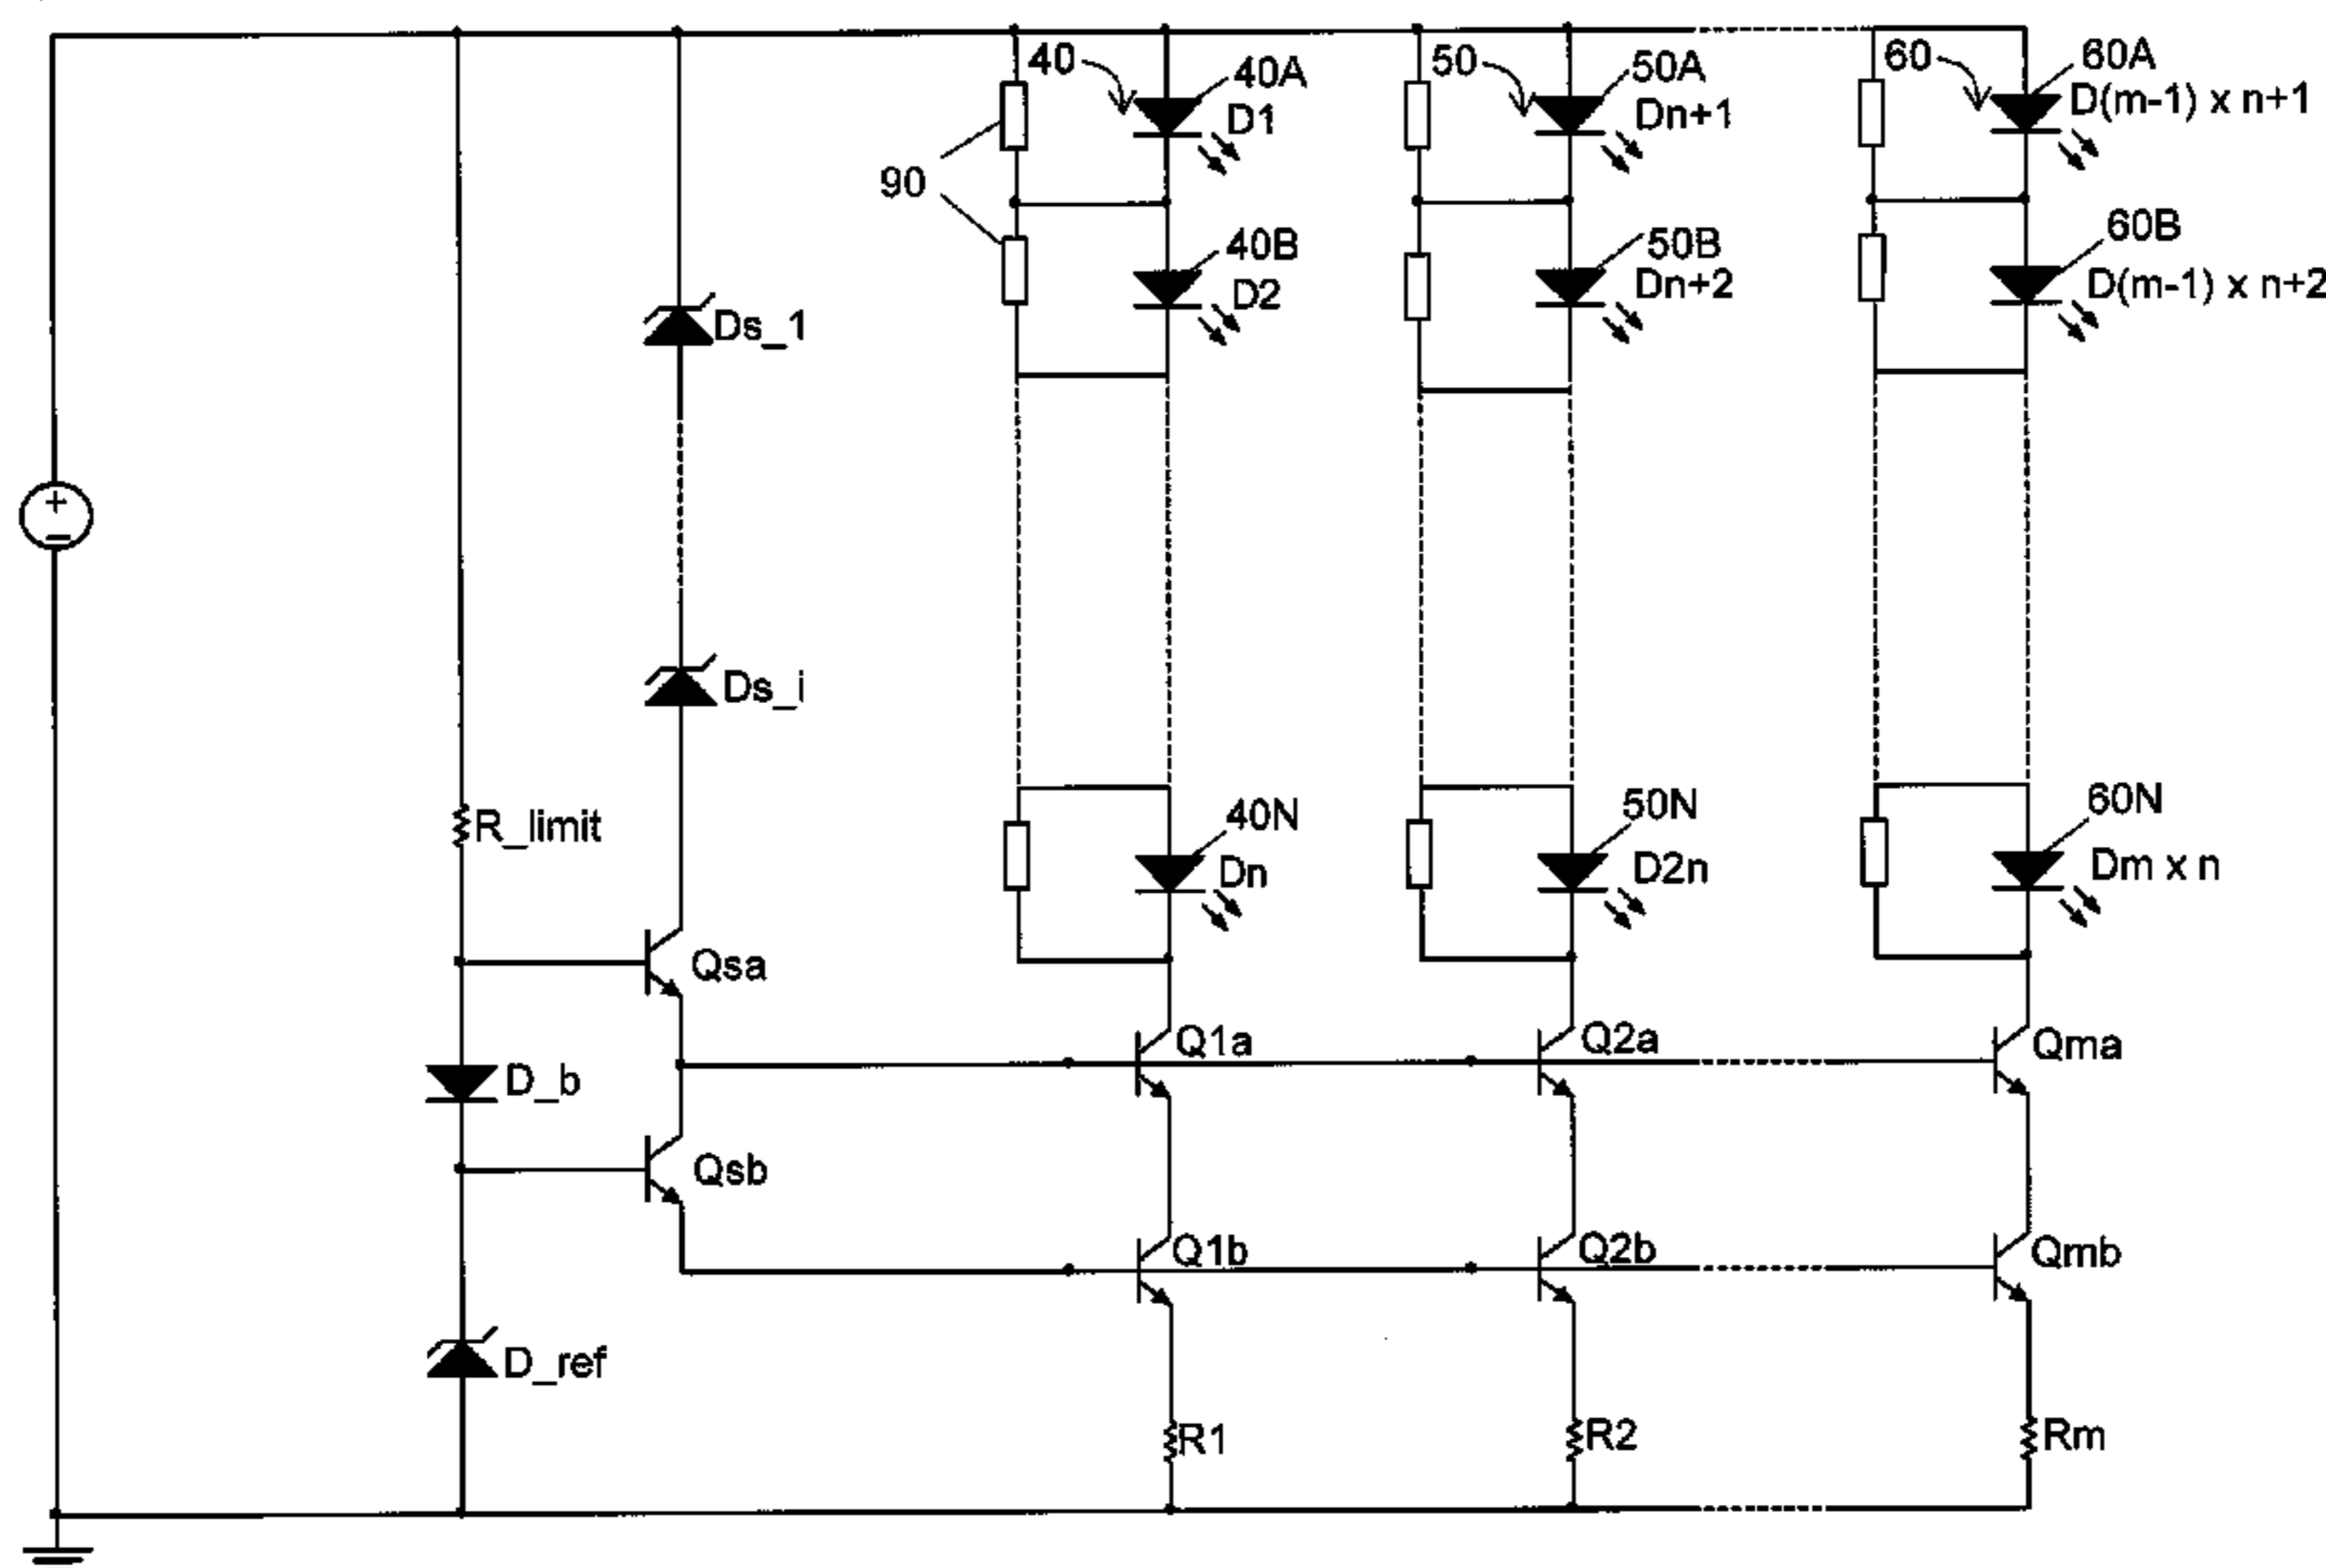 40
40A
D1
50
50A
Dn+1
60
60A
D(m-1) x n+1
90
40B
D2
50B
Dn+2
60B
D(m-1) x n+2
Ds_1
+
−
Ds_i
R_limit
40N
Dn
50N
D2n
60N
Dm x n
Qsa
Q1a
Q2a
Qma
D_b
Qsb
Q1b
Q2b
Qmb
D_ref
R1
R2
Rm